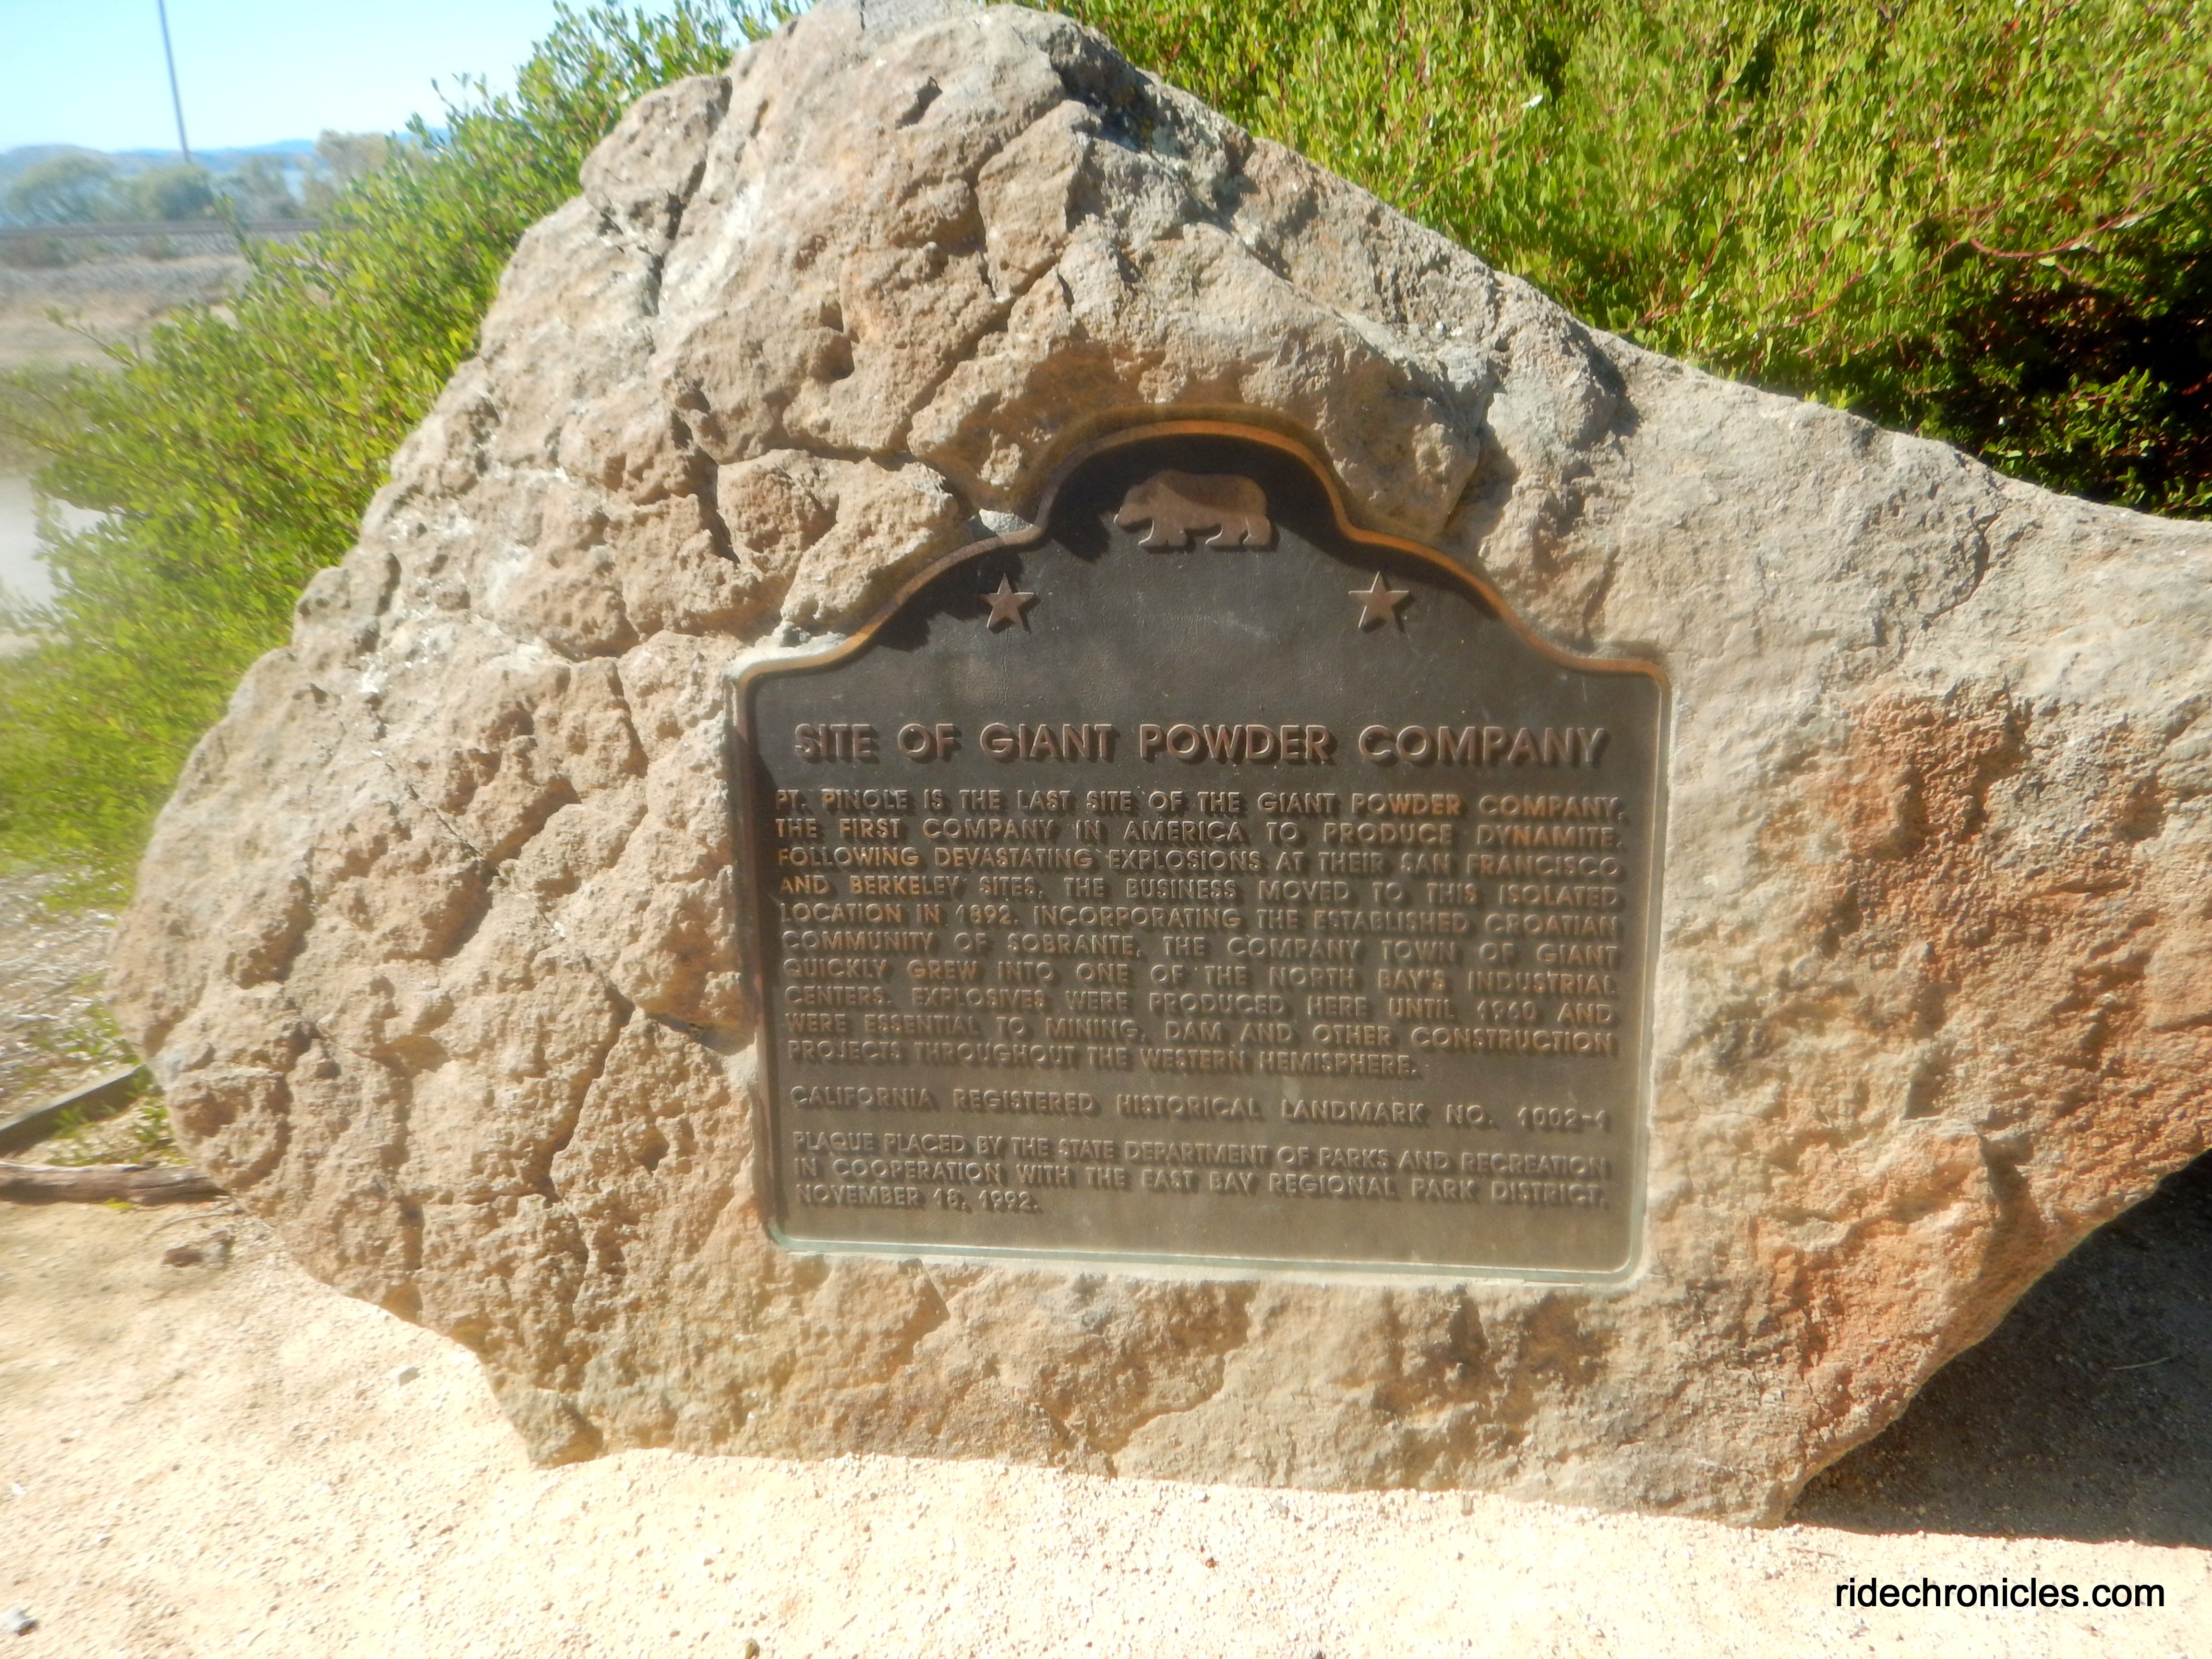 SITE OF GIANT POWDER COMPANY
PT. PINOLE IS THE LAST SITE OF THE GIANT POWDER COMPANY,
THE FIRST COMPANY IN AMERICA TO PRODUCE DYNAMITE.
FOLLOWING DEVASTATING EXPLOSIONS AT THEIR SAN FRANCISCO
AND BERKELEY SITES, THE BUSINESS MOVED TO THIS ISOLATED
LOCATION IN 1892. INCORPORATING THE ESTABLISHED CROATIAN
COMMUNITY OF SOBRANTE, THE COMPANY TOWN OF GIANT
QUICKLY GREW INTO ONE OF THE NORTH BAY'S INDUSTRIAL
CENTERS. EXPLOSIVES WERE PRODUCED HERE UNTIL 1960 AND
WERE ESSENTIAL TO MINING, DAM AND OTHER CONSTRUCTION
PROJECTS THROUGHOUT THE WESTERN HEMISPHERE.
CALIFORNIA REGISTERED HISTORICAL LANDMARK NO. 1002-1
PLAQUE PLACED BY THE STATE DEPARTMENT OF PARKS AND RECREATION
IN COOPERATION WITH THE EAST BAY REGIONAL PARK DISTRICT,
NOVEMBER 18, 1992.
ridechronicles.com